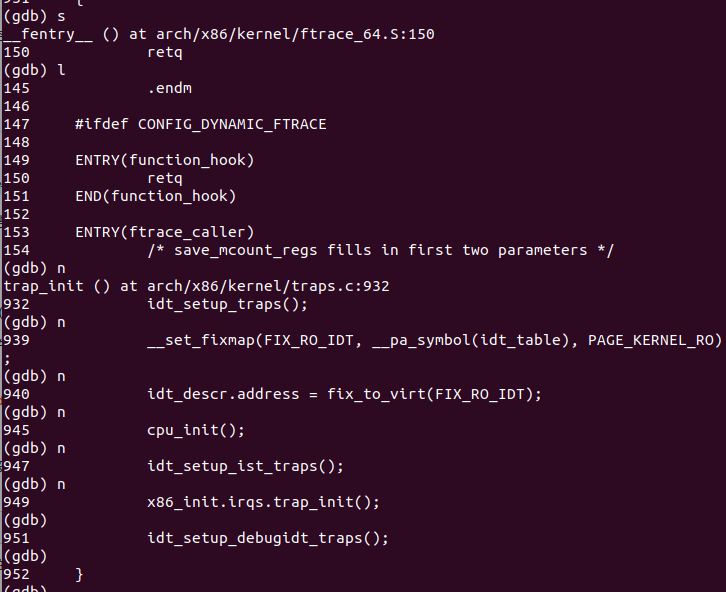 931     {
(gdb) s
__fentry__ () at arch/x86/kernel/ftrace_64.S:150
150             retq
(gdb) l
145             .endm
146
147     #ifdef CONFIG_DYNAMIC_FTRACE
148
149     ENTRY(function_hook)
150             retq
151     END(function_hook)
152
153     ENTRY(ftrace_caller)
154             /* save_mcount_regs fills in first two parameters */
(gdb) n
trap_init () at arch/x86/kernel/traps.c:932
932             idt_setup_traps();
(gdb) n
939             __set_fixmap(FIX_RO_IDT, __pa_symbol(idt_table), PAGE_KERNEL_RO)
;
(gdb) n
940             idt_descr.address = fix_to_virt(FIX_RO_IDT);
(gdb) n
945             cpu_init();
(gdb) n
947             idt_setup_ist_traps();
(gdb) n
949             x86_init.irqs.trap_init();
(gdb)
951             idt_setup_debugidt_traps();
(gdb)
952     }
(gdb)